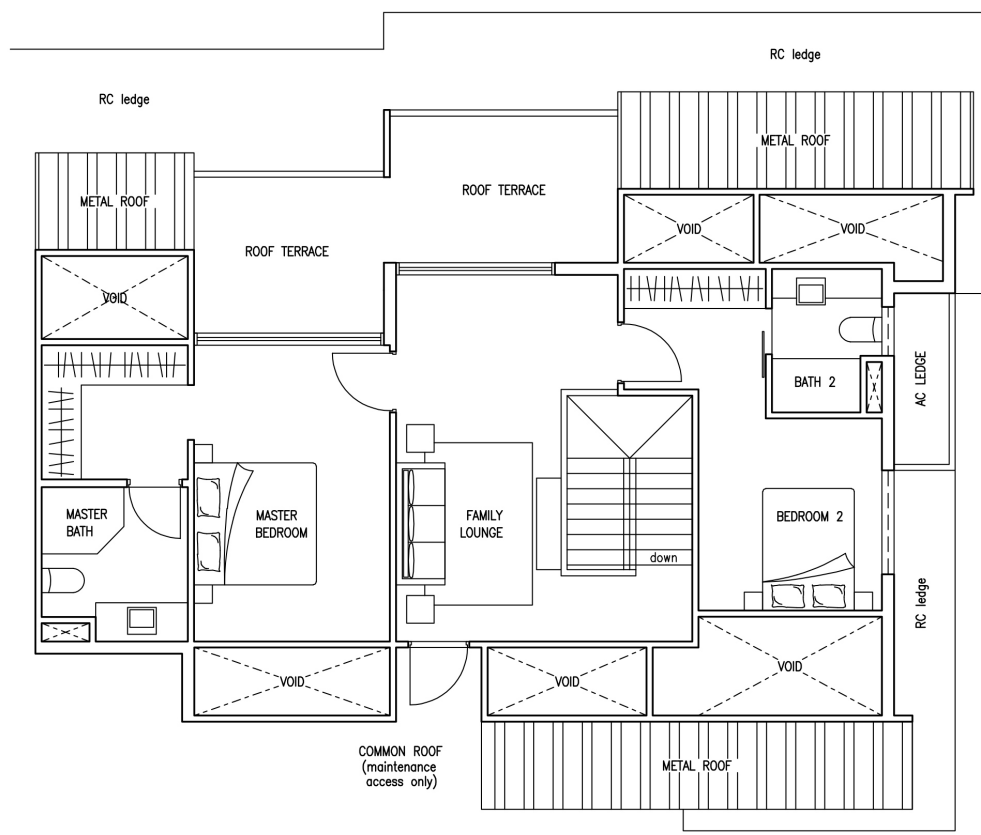 RC ledge
RC ledge
METAL ROOF
METAL ROOF
ROOF TERRACE
ROOF TERRACE
VOID
VOID
VOID
BATH 2
AC LEDGE
MASTER
BATH
MASTER
BEDROOM
FAMILY
LOUNGE
BEDROOM 2
down
RC ledge
VOID
VOID
VOID
COMMON ROOF
(maintenance
access only)
METAL ROOF